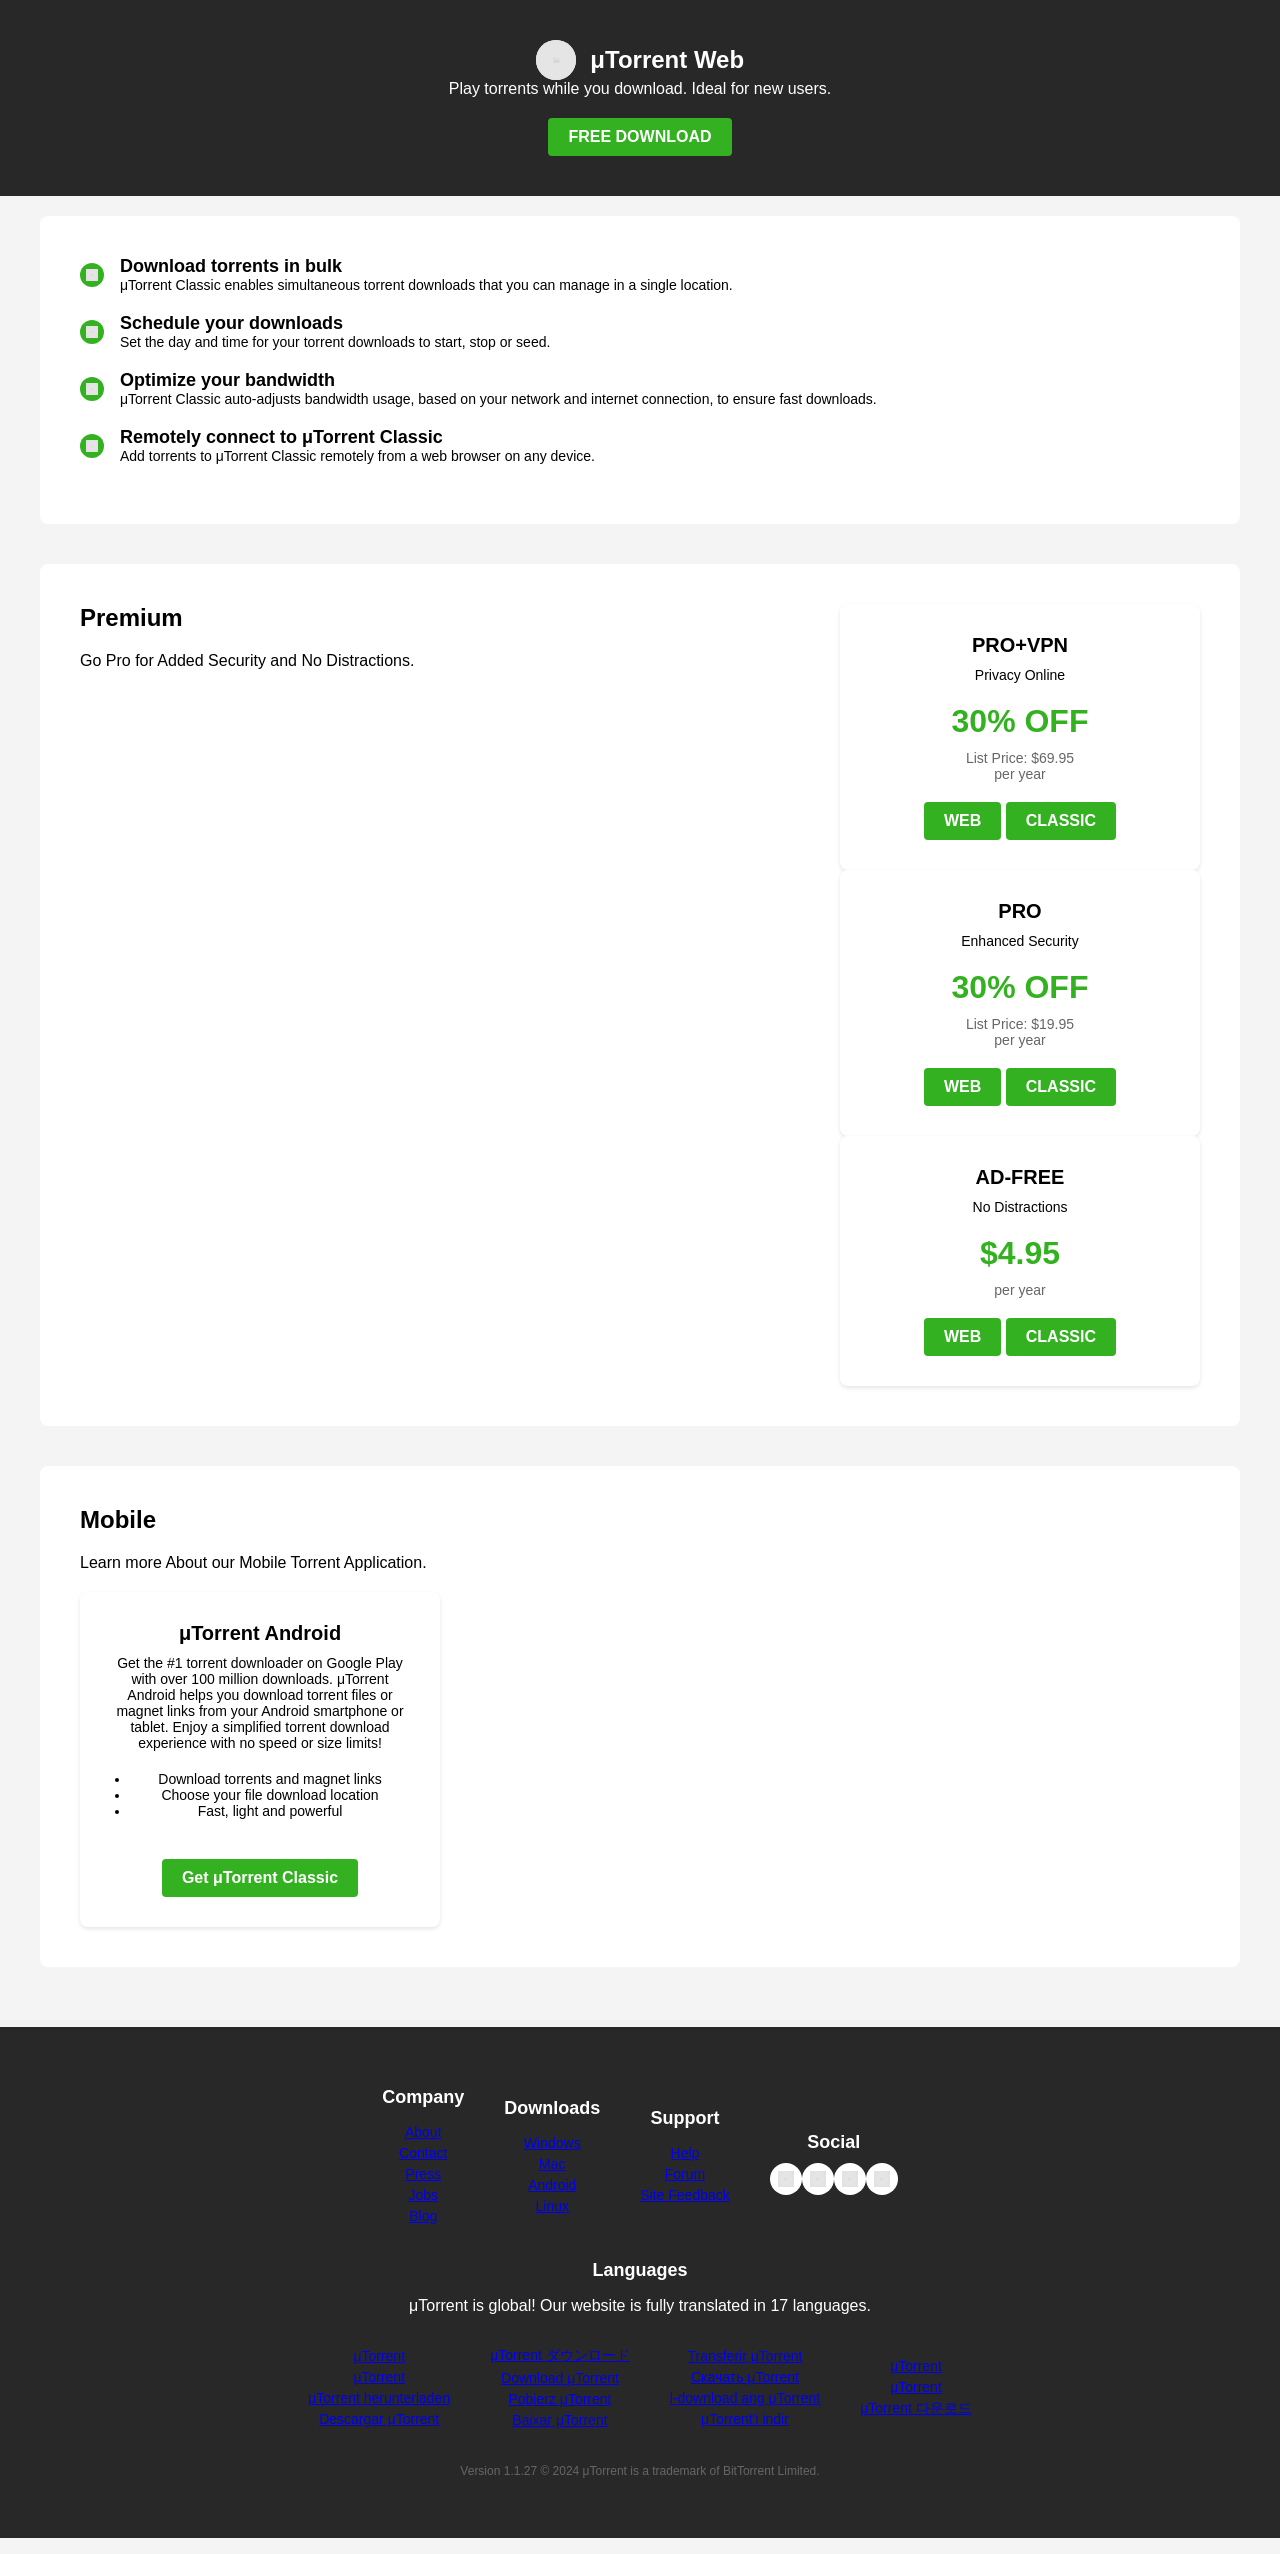 μTorrent Web
Play torrents while you download. Ideal for new users.
FREE DOWNLOAD
Download torrents in bulk
μTorrent Classic enables simultaneous torrent downloads that you can manage in a single location.
Schedule your downloads
Set the day and time for your torrent downloads to start, stop or seed.
Optimize your bandwidth
μTorrent Classic auto-adjusts bandwidth usage, based on your network and internet connection, to ensure fast downloads.
Remotely connect to μTorrent Classic
Add torrents to μTorrent Classic remotely from a web browser on any device.
Premium
Go Pro for Added Security and No Distractions.
PRO+VPN
Privacy Online
30% OFF
List Price: $69.95
per year
WEB CLASSIC
PRO
Enhanced Security
30% OFF
List Price: $19.95
per year
WEB CLASSIC
AD-FREE
No Distractions
$4.95
per year
WEB CLASSIC
Mobile
Learn more About our Mobile Torrent Application.
μTorrent Android
Get the #1 torrent downloader on Google Play
with over 100 million downloads. μTorrent
Android helps you download torrent files or
magnet links from your Android smartphone or
tablet. Enjoy a simplified torrent download
experience with no speed or size limits!
• Download torrents and magnet links
• Choose your file download location
• Fast, light and powerful
Get μTorrent Classic
Company
About
Contact
Press
Jobs
Blog
Downloads
Windows
Mac
Android
Linux
Support
Help
Forum
Site Feedback
Social
Languages
μTorrent is global! Our website is fully translated in 17 languages.
μTorrent
μTorrent
μTorrent herunterladen
Descargar μTorrent
μTorrent ダウンロード
Download μTorrent
Pobierz μTorrent
Baixar μTorrent
Transferir μTorrent
Скачать μTorrent
I-download ang μTorrent
μTorrent'i indir
μTorrent
μTorrent
μTorrent 다운로드
Version 1.1.27 © 2024 μTorrent is a trademark of BitTorrent Limited.